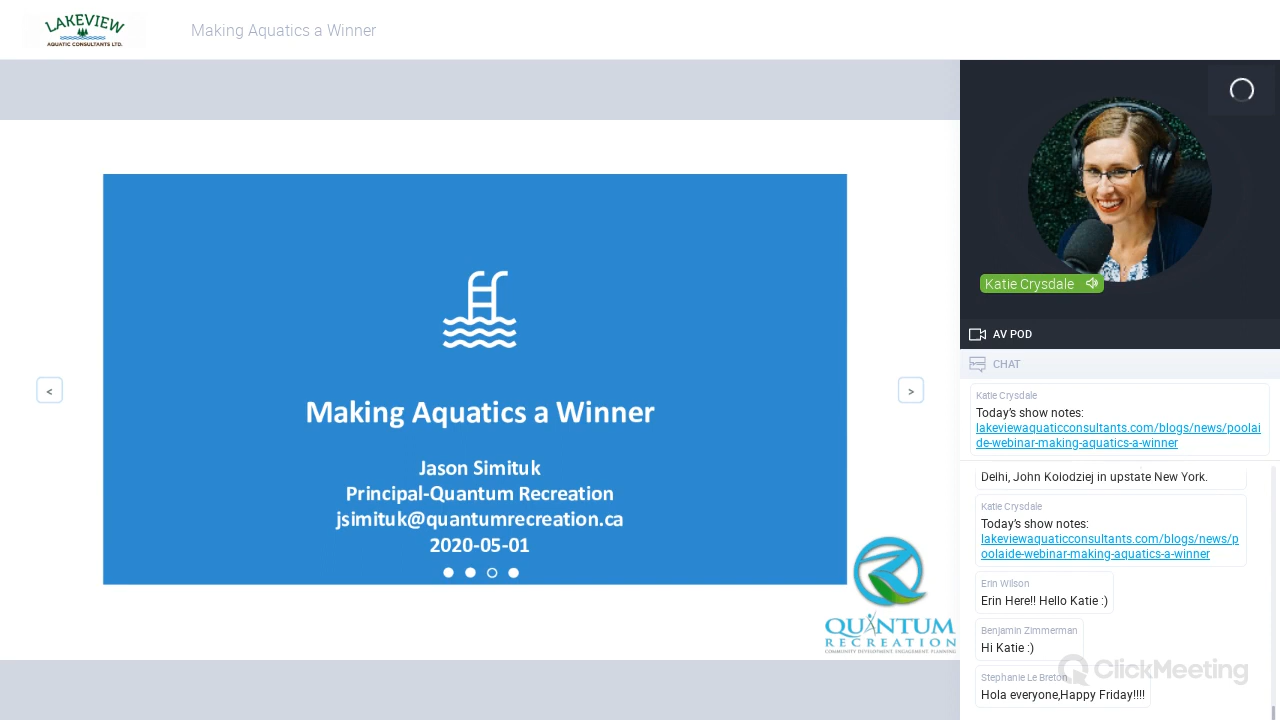 LAKEVIEW
AQUATIC CONSULTANTS LTD.
Making Aquatics a Winner
<
>
Making Aquatics a Winner
Jason Simituk
Principal-Quantum Recreation
jsimituk@quantumrecreation.ca
2020-05-01
QUANTUM
RECREATION
COMMUNITY DEVELOPMENT, ENGAGEMENT, PLANNING
Katie Crysdale
AV POD
CHAT
Katie Crysdale
Today's show notes:
lakeviewaquaticconsultants.com/blogs/news/poolai
de-webinar-making-aquatics-a-winner
Delhi, John Kolodziej in upstate New York.
Katie Crysdale
Today's show notes:
lakeviewaquaticconsultants.com/blogs/news/p
oolaide-webinar-making-aquatics-a-winner
Erin Wilson
Erin Here!! Hello Katie :)
Benjamin Zimmerman
Hi Katie :)
Stephanie Le Breton
Hola everyone,Happy Friday!!!!
ClickMeeting